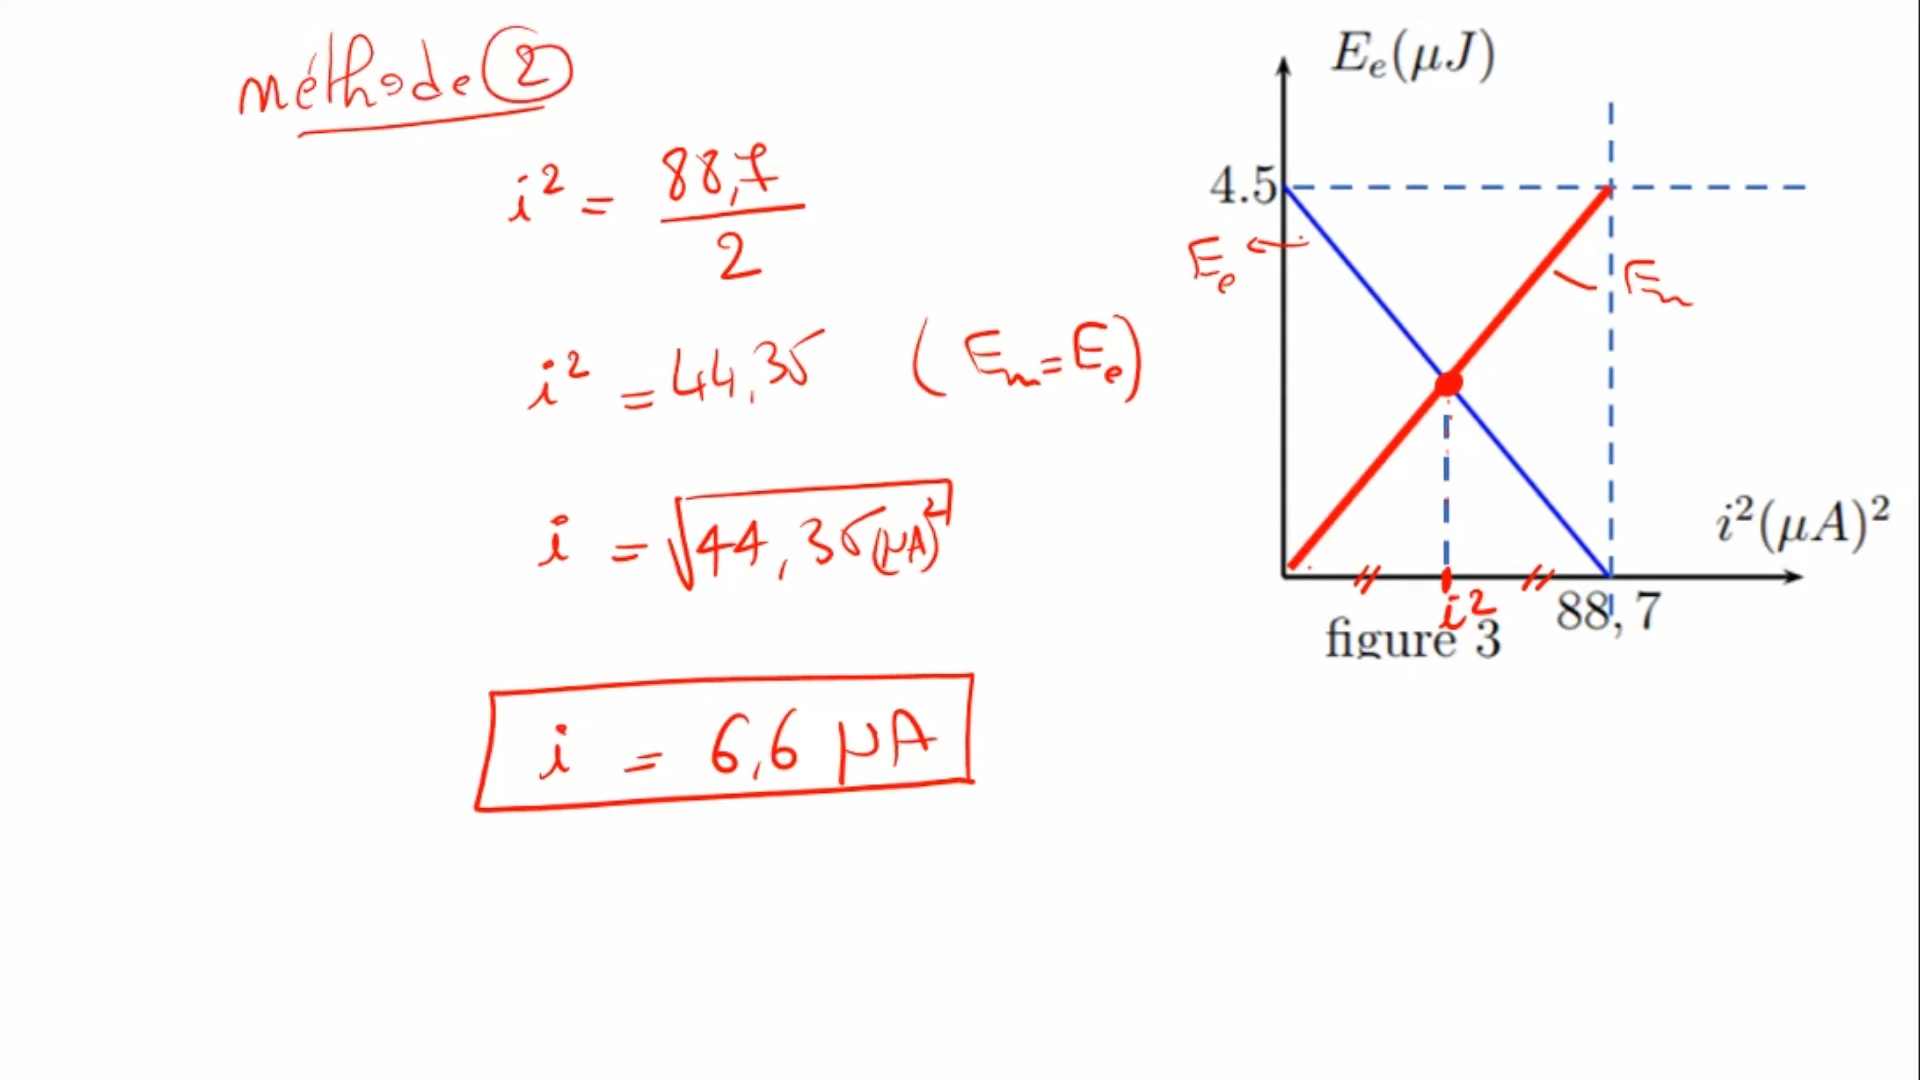 méthode 2
i² = 88,7 / 2
i² = 44,35 (Em = Ee)
i = √44,35(μA)²
i = 6,6 μA
Ee(μJ)
4.5
Ee
Em
i²(μA)²
i²
88,7
figure 3